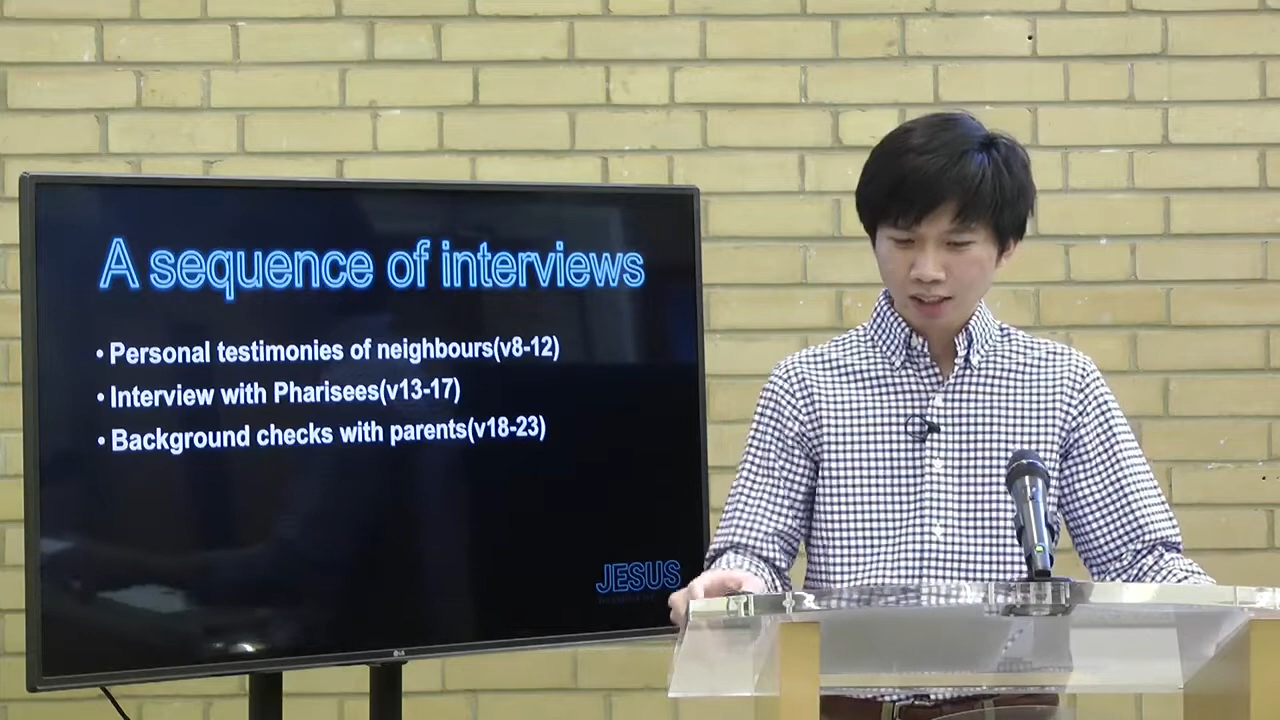 A sequence of interviews
• Personal testimonies of neighbours(v8-12)
• Interview with Pharisees(v13-17)
• Background checks with parents(v18-23)
JESUS
LG